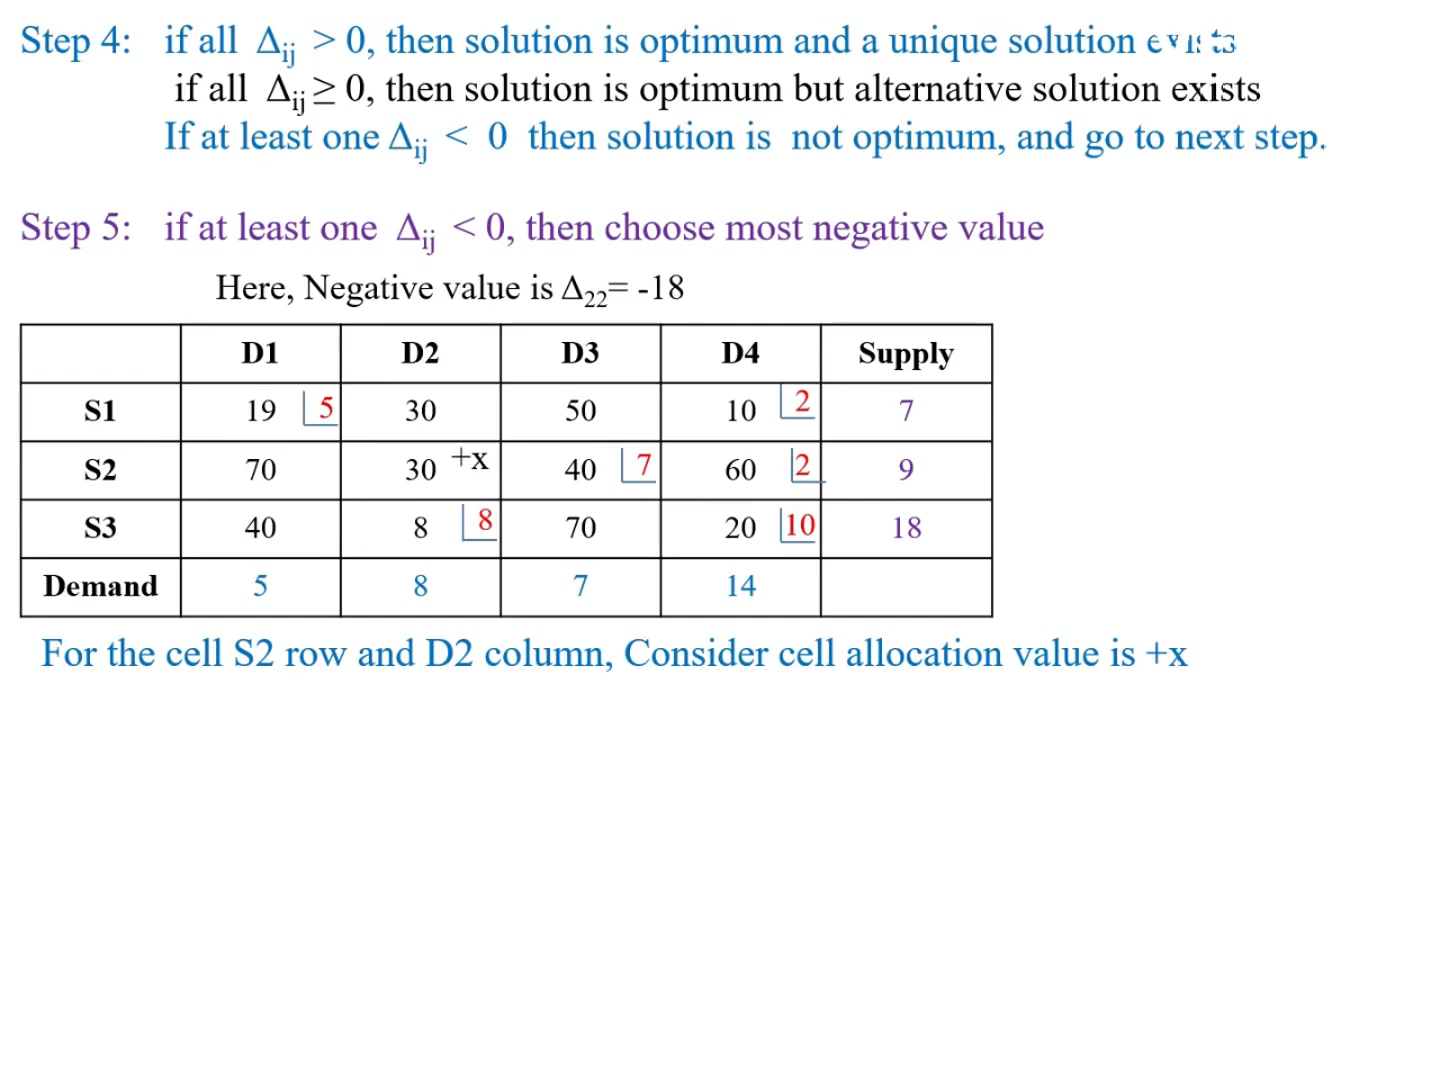 Step 4: if all Δij > 0, then solution is optimum and a unique solution
if all Δij ≥ 0, then solution is optimum but alternative solution exists
If at least one Δij < 0 then solution is not optimum, and go to next step.
Step 5: if at least one Δij < 0, then choose most negative value
Here, Negative value is Δ22= -18
D1 D2 D3 D4 Supply
S1 19 5 30 50 10 2 7
S2 70 30 +x 40 7 60 2 9
S3 40 8 8 70 20 10 18
Demand 5 8 7 14
For the cell S2 row and D2 column, Consider cell allocation value is +x